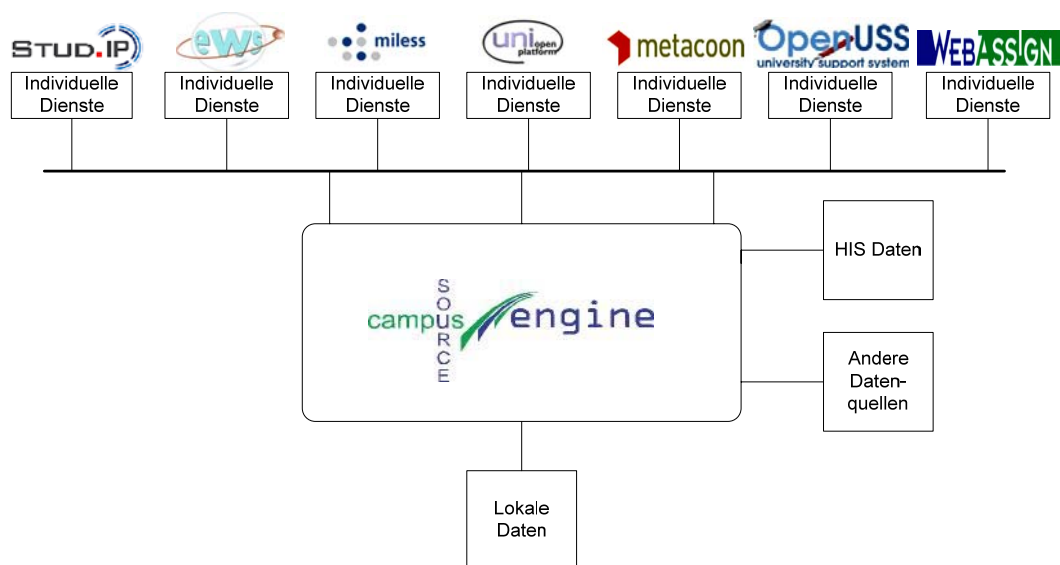 STUD.IP
ews
miless
uni open platform
metacoon
OpenUSS
university support system
WEBASSIGN
Individuelle Dienste
Individuelle Dienste
Individuelle Dienste
Individuelle Dienste
Individuelle Dienste
Individuelle Dienste
Individuelle Dienste
HIS Daten
campus
SOURCE
engine
Andere
Daten-
quellen
Lokale
Daten